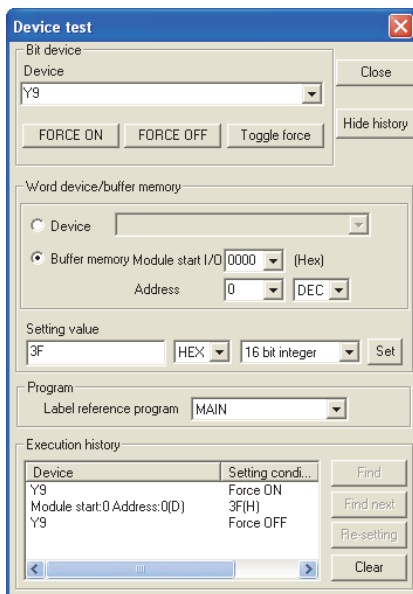 Device test
Bit device
Device
Close
Y9
FORCE ON FORCE OFF Toggle force
Hide history
Word device/buffer memory
Device
Buffer memory Module start I/O 0000 (Hex)
Address 0 DEC
Setting value
3F HEX 16 bit integer Set
Program
Label reference program MAIN
Execution history
Device Setting condi...
Y9 Force ON
Module start:0 Address:0(D) 3F(H)
Y9 Force OFF
Find
Find next
Re-setting
Clear